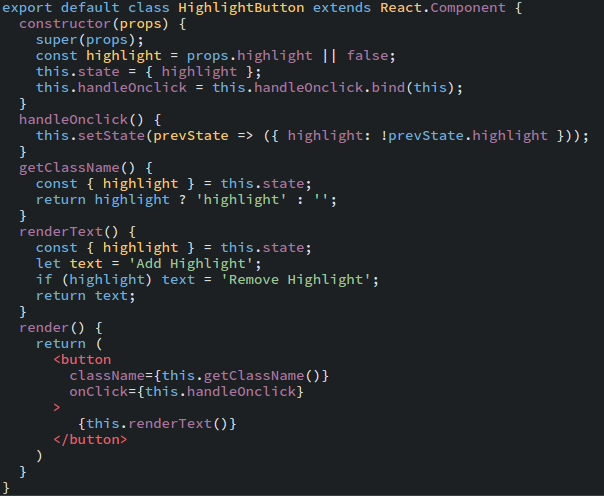 export default class HighlightButton extends React.Component {
  constructor(props) {
    super(props);
    const highlight = props.highlight || false;
    this.state = { highlight };
    this.handleOnclick = this.handleOnclick.bind(this);
  }
  handleOnclick() {
    this.setState(prevState => ({ highlight: !prevState.highlight }));
  }
  getClassName() {
    const { highlight } = this.state;
    return highlight ? 'highlight' : '';
  }
  renderText() {
    const { highlight } = this.state;
    let text = 'Add Highlight';
    if (highlight) text = 'Remove Highlight';
    return text;
  }
  render() {
    return (
      <button
        className={this.getClassName()}
        onClick={this.handleOnclick}
      >
         {this.renderText()}
      </button>
    )
  }
}